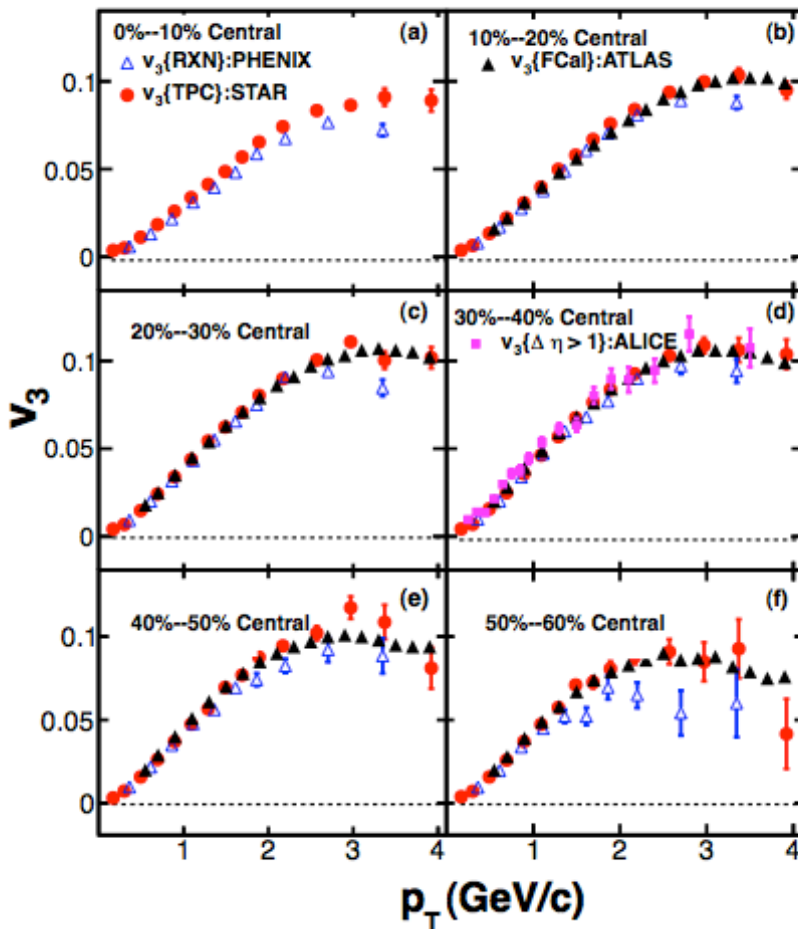 0%--10% Central
(a)
v3{RXN}:PHENIX
v3{TPC}:STAR
10%--20% Central
(b)
v3{FCal}:ATLAS
0.1
0.05
0
20%--30% Central
(c)
30%--40% Central
(d)
v3{Δ η > 1}:ALICE
0.1
0.05
0
v3
40%--50% Central
(e)
50%--60% Central
(f)
0.1
0.05
0
1 2 3 4 1 2 3 4
pT (GeV/c)